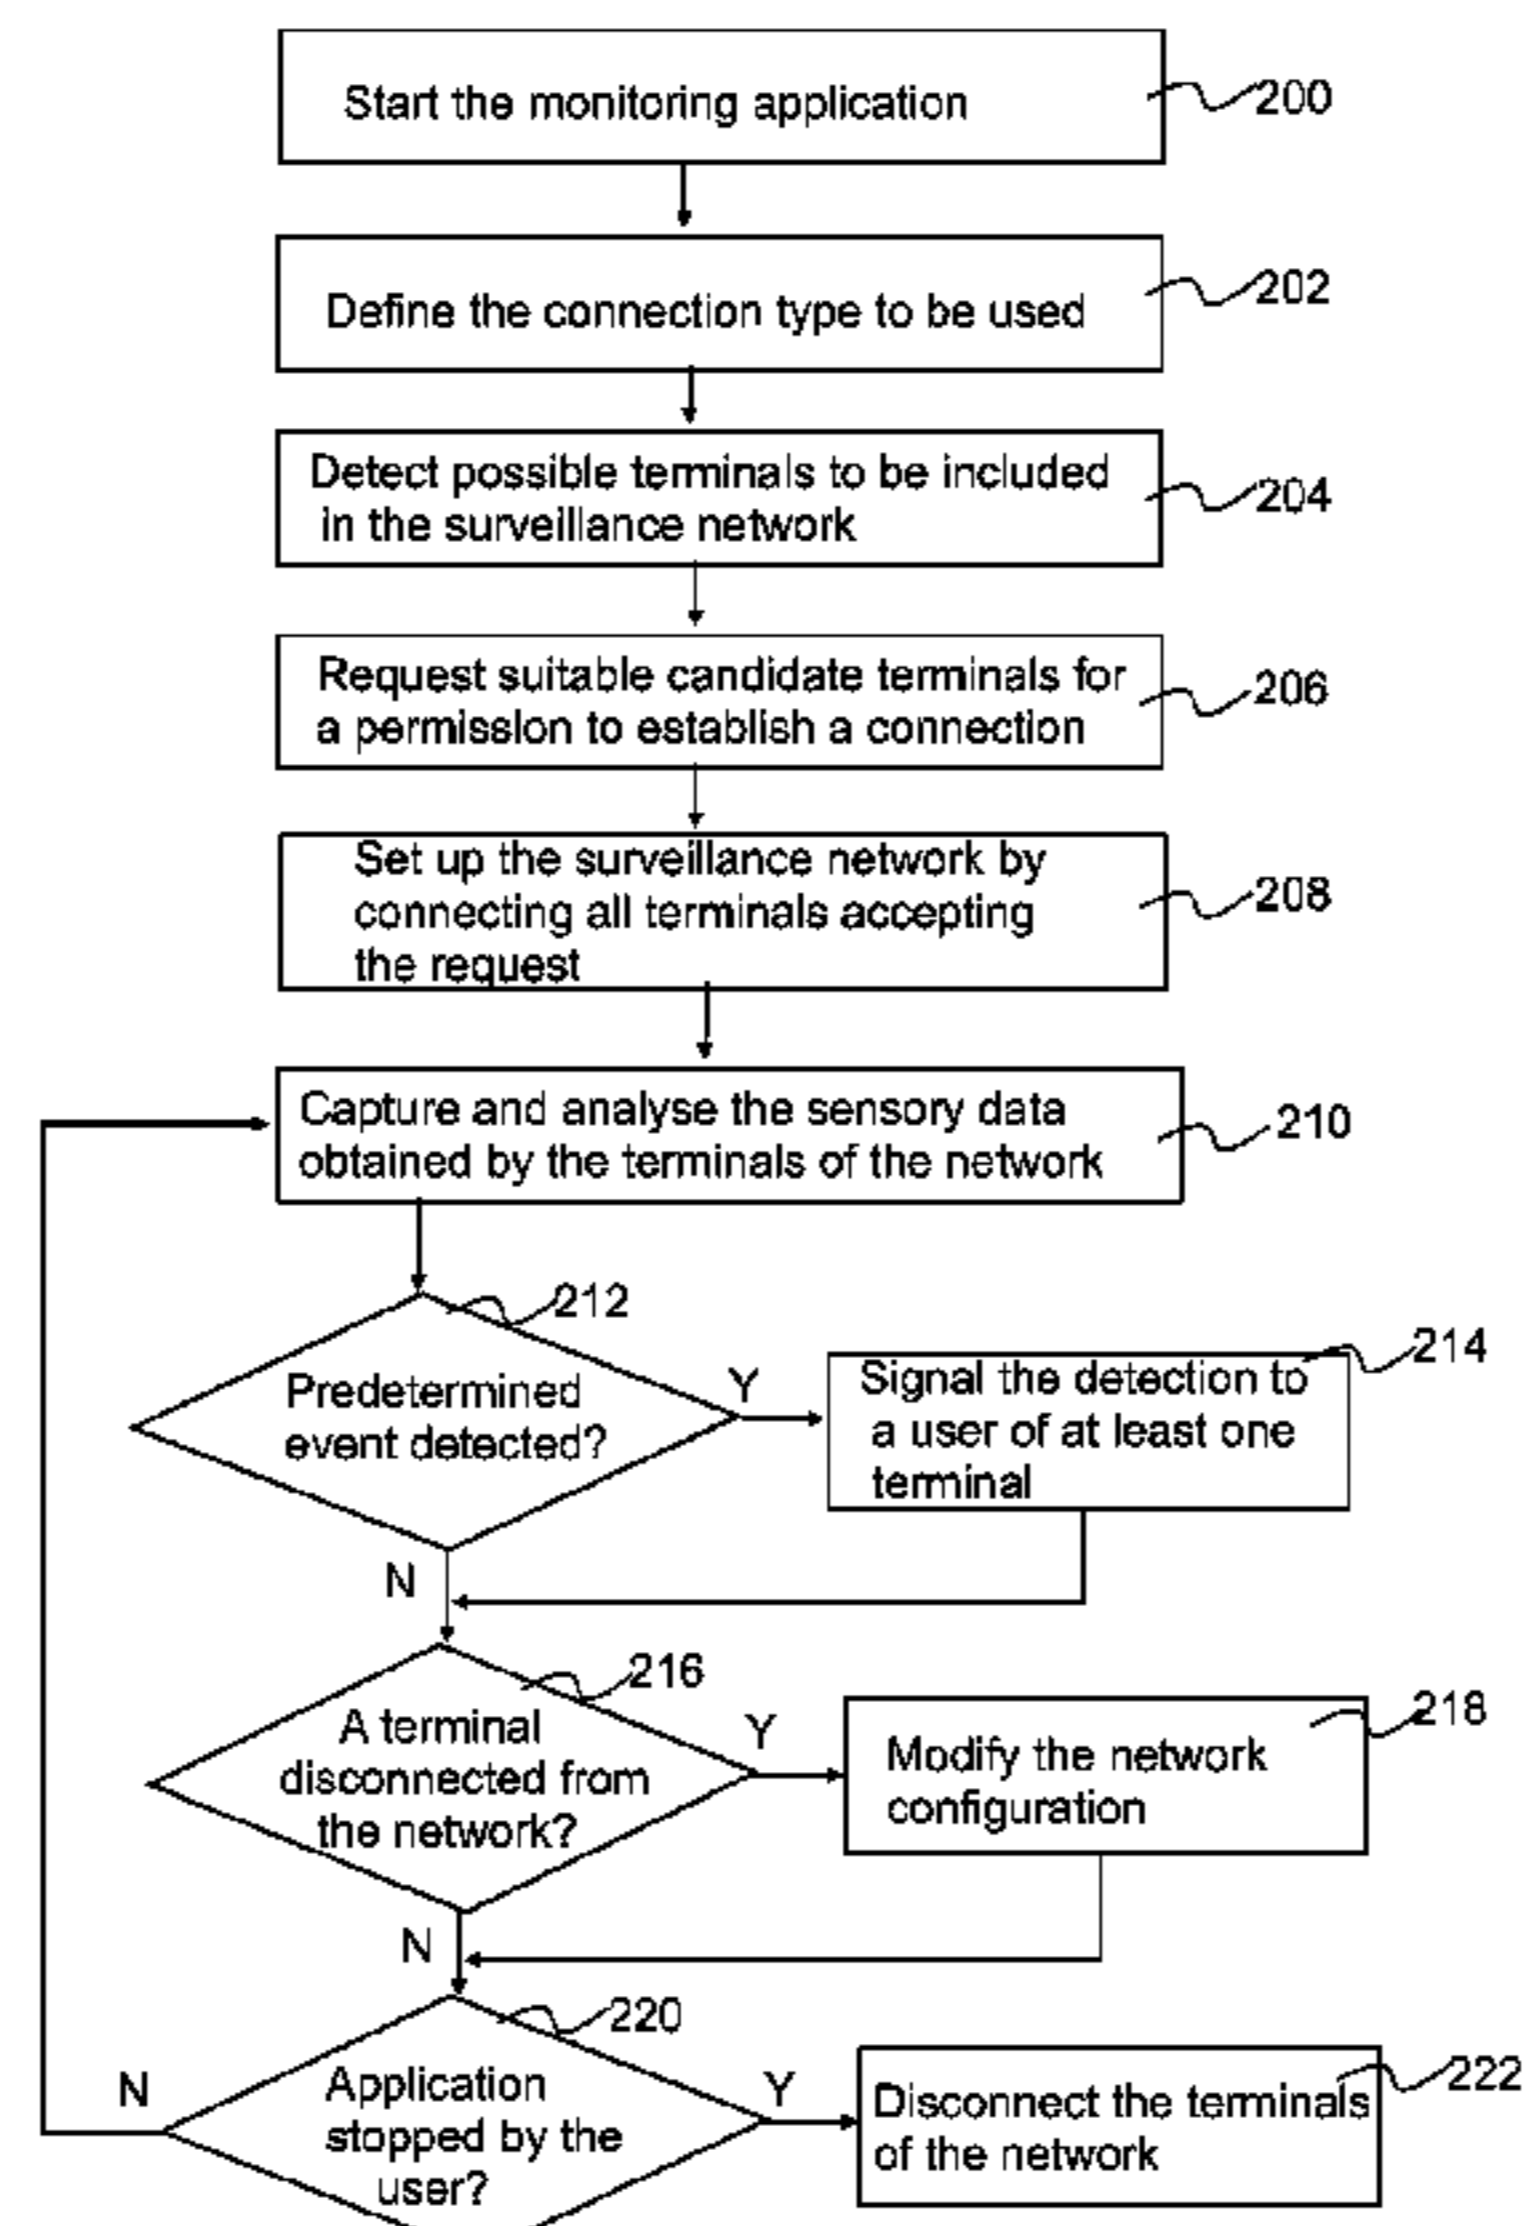 Start the monitoring application
200
Define the connection type to be used
202
Detect possible terminals to be included
in the surveillance network
204
Request suitable candidate terminals for
a permission to establish a connection
206
Set up the surveillance network by
connecting all terminals accepting
the request
208
Capture and analyse the sensory data
obtained by the terminals of the network
210
212
Predetermined
event detected?
Y
N
214
Signal the detection to
a user of at least one
terminal
216
A terminal
disconnected from
the network?
Y
N
218
Modify the network
configuration
220
Application
stopped by the
user?
N
Y
222
Disconnect the terminals
of the network